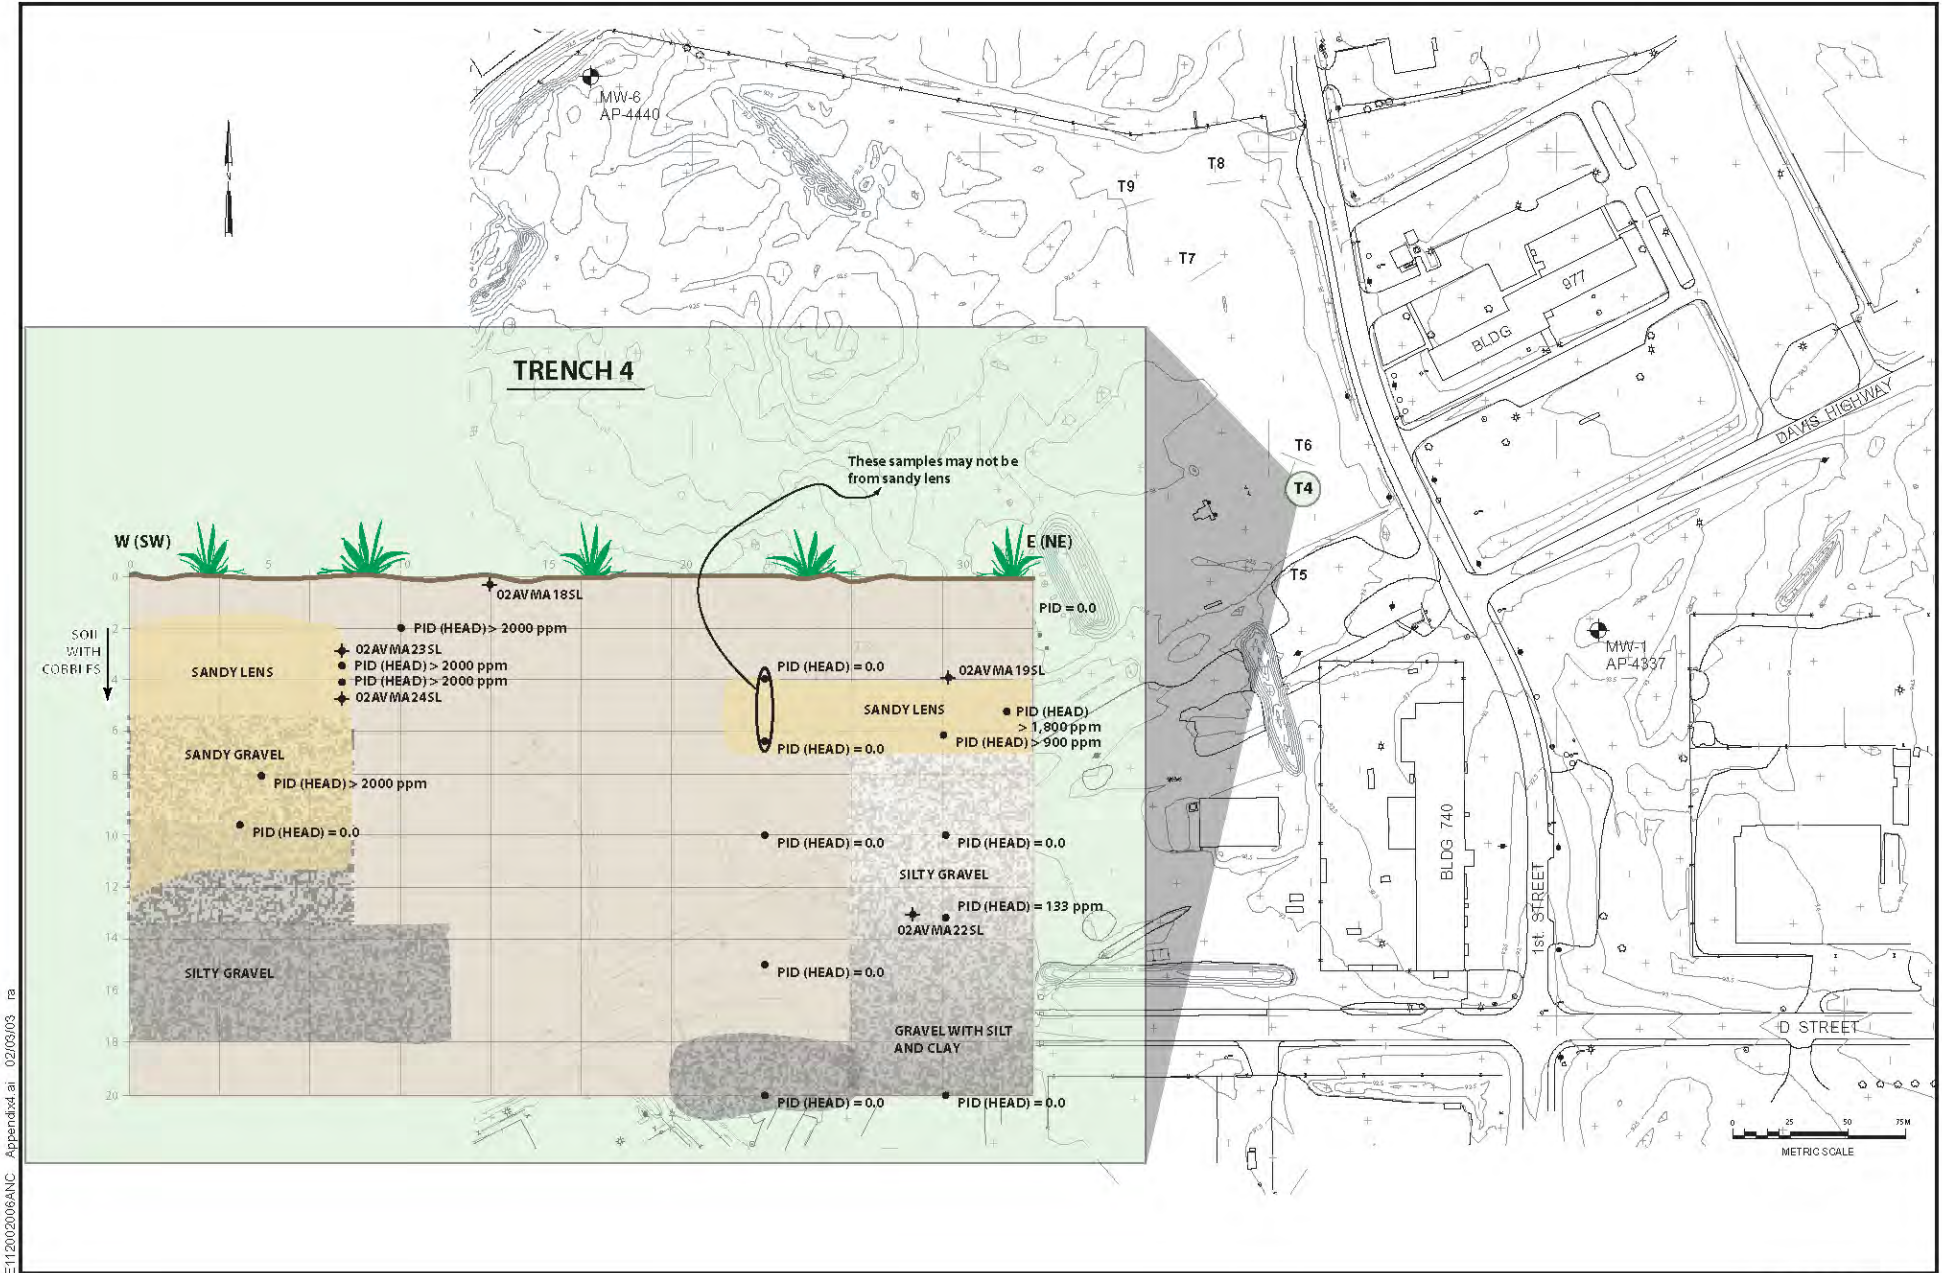 MW-6
AP-4440
T8
T9
T7
N
BLDG 977
DAVIS HIGHWAY
TRENCH 4
T6
T4
These samples may not be
from sandy lens
W (SW)
E (NE)
0
5
10
15
20
30
T5
0
02AVMA18SL
PID = 0.0
2
SOIL
WITH
COBBLES
PID (HEAD) > 2000 ppm
02AVMA23SL
PID (HEAD) > 2000 ppm
PID (HEAD) > 2000 ppm
02AVMA24SL
SANDY LENS
4
PID (HEAD) = 0.0
02AVMA19SL
SANDY LENS
PID (HEAD)
> 1,800 ppm
PID (HEAD) > 900 ppm
PID (HEAD) = 0.0
MW-1
AP-4337
6
SANDY GRAVEL
8
PID (HEAD) > 2000 ppm
10
PID (HEAD) = 0.0
PID (HEAD) = 0.0
PID (HEAD) = 0.0
BLDG 740
1st. STREET
SILTY GRAVEL
12
PID (HEAD) = 133 ppm
02AVMA22SL
14
SILTY GRAVEL
PID (HEAD) = 0.0
16
GRAVEL WITH SILT
AND CLAY
D STREET
18
20
PID (HEAD) = 0.0
PID (HEAD) = 0.0
0 25 50 75M
METRIC SCALE
E112002006ANC Appendix4.ai 02/03/03 ra